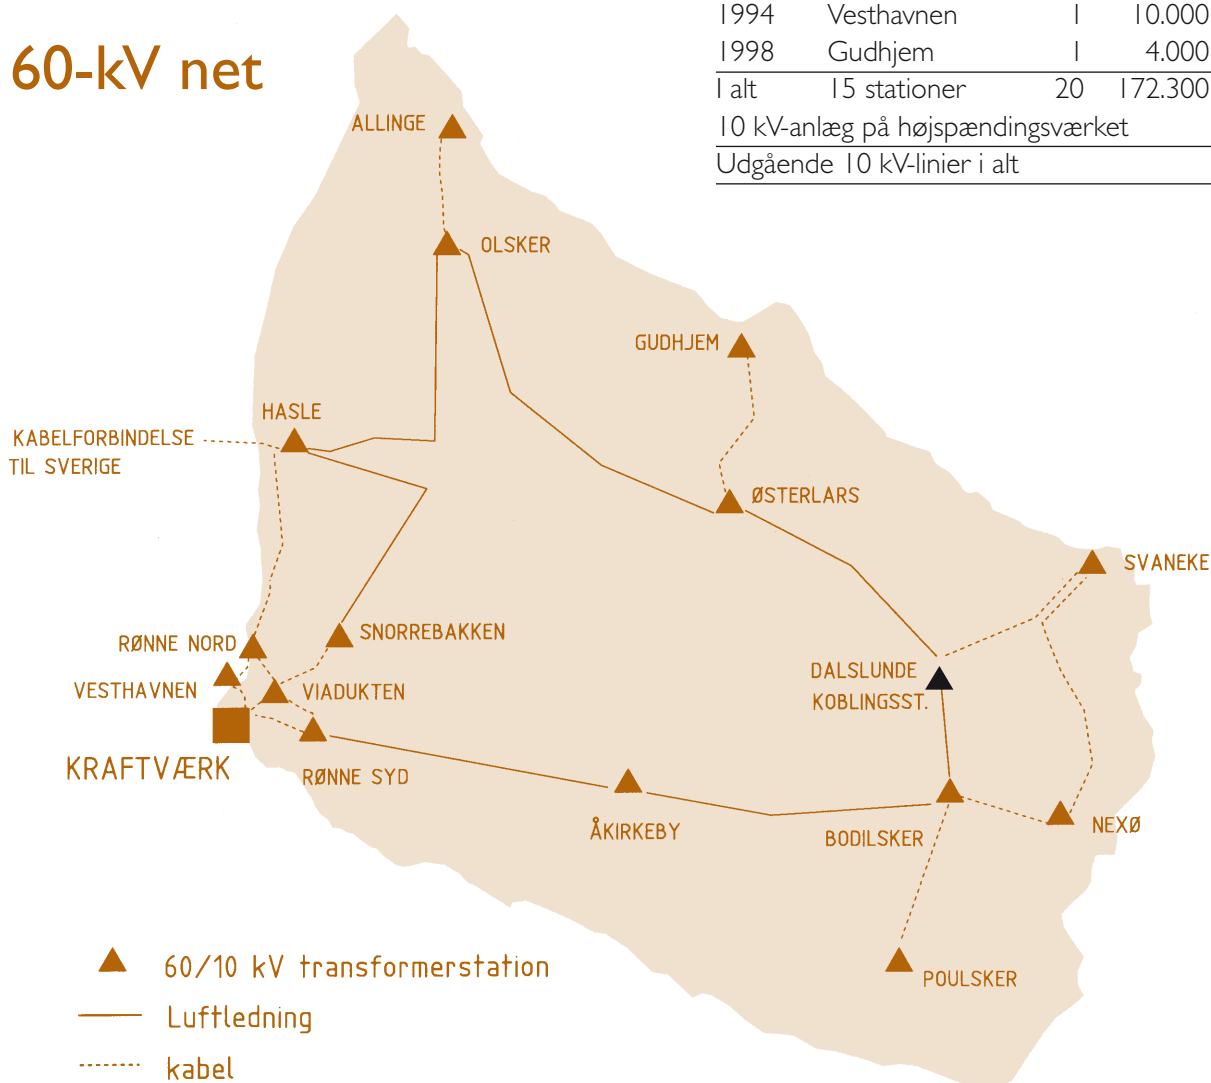 60-kV net
1994 Vesthavnen 1 10.000
1998 Gudhjem 1 4.000
I alt 15 stationer 20 172.300
10 kV-anlæg på højspændingsværket
Udgående 10 kV-linier i alt
ALLINGE
OLSKER
GUDHJEM
HASLE
KABELFORBINDELSE
TIL SVERIGE
ØSTERLARS
SVANEKE
RØNNE NORD
SNORREBAKKEN
VESTHAVNEN
VIADUKTEN
DALSLUNDE
KOBLINGSST.
KRAFTVÆRK
RØNNE SYD
ÅKIRKEBY
BODILSKER
NEXØ
POULSKER
60/10 kV transformerstation
Luftledning
kabel